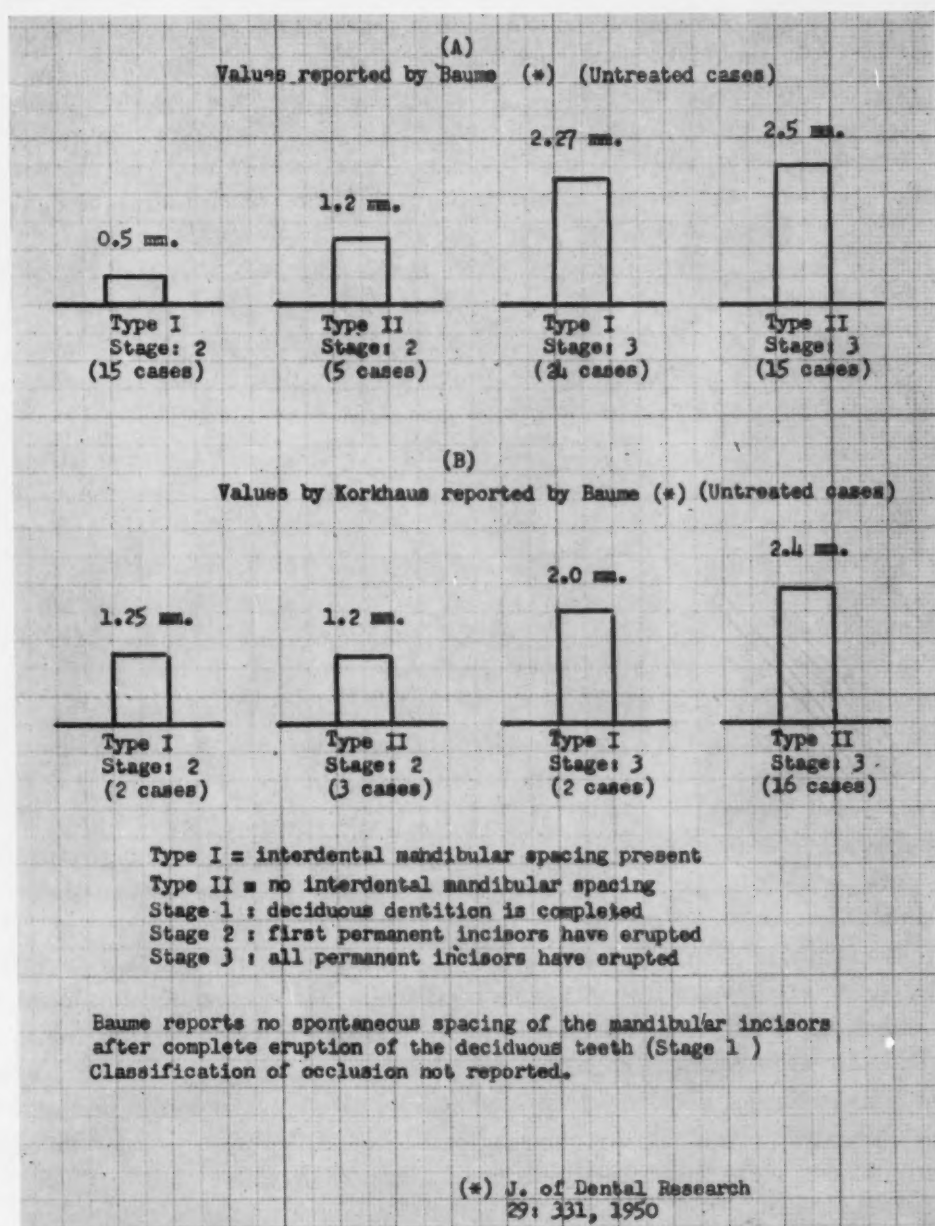 (A)
Values reported by Baume (*) (Untreated cases)
0.5 mm.
1.2 mm.
2.27 mm.
2.5 mm.
Type I
Stage: 2
(15 cases)
Type II
Stage: 2
(5 cases)
Type I
Stage: 3
(24 cases)
Type II
Stage: 3
(15 cases)
(B)
Values by Korkhaus reported by Baume (*) (Untreated cases)
1.25 mm.
1.2 mm.
2.0 mm.
2.4 mm.
Type I
Stage: 2
(2 cases)
Type II
Stage: 2
(3 cases)
Type I
Stage: 3
(2 cases)
Type II
Stage: 3
(16 cases)
Type I = interdental mandibular spacing present
Type II = no interdental mandibular spacing
Stage 1 : deciduous dentition is completed
Stage 2 : first permanent incisors have erupted
Stage 3 : all permanent incisors have erupted
Baume reports no spontaneous spacing of the mandibular incisors
after complete eruption of the deciduous teeth (Stage 1 )
Classification of occlusion not reported.
(*) J. of Dental Research
29: 331, 1950